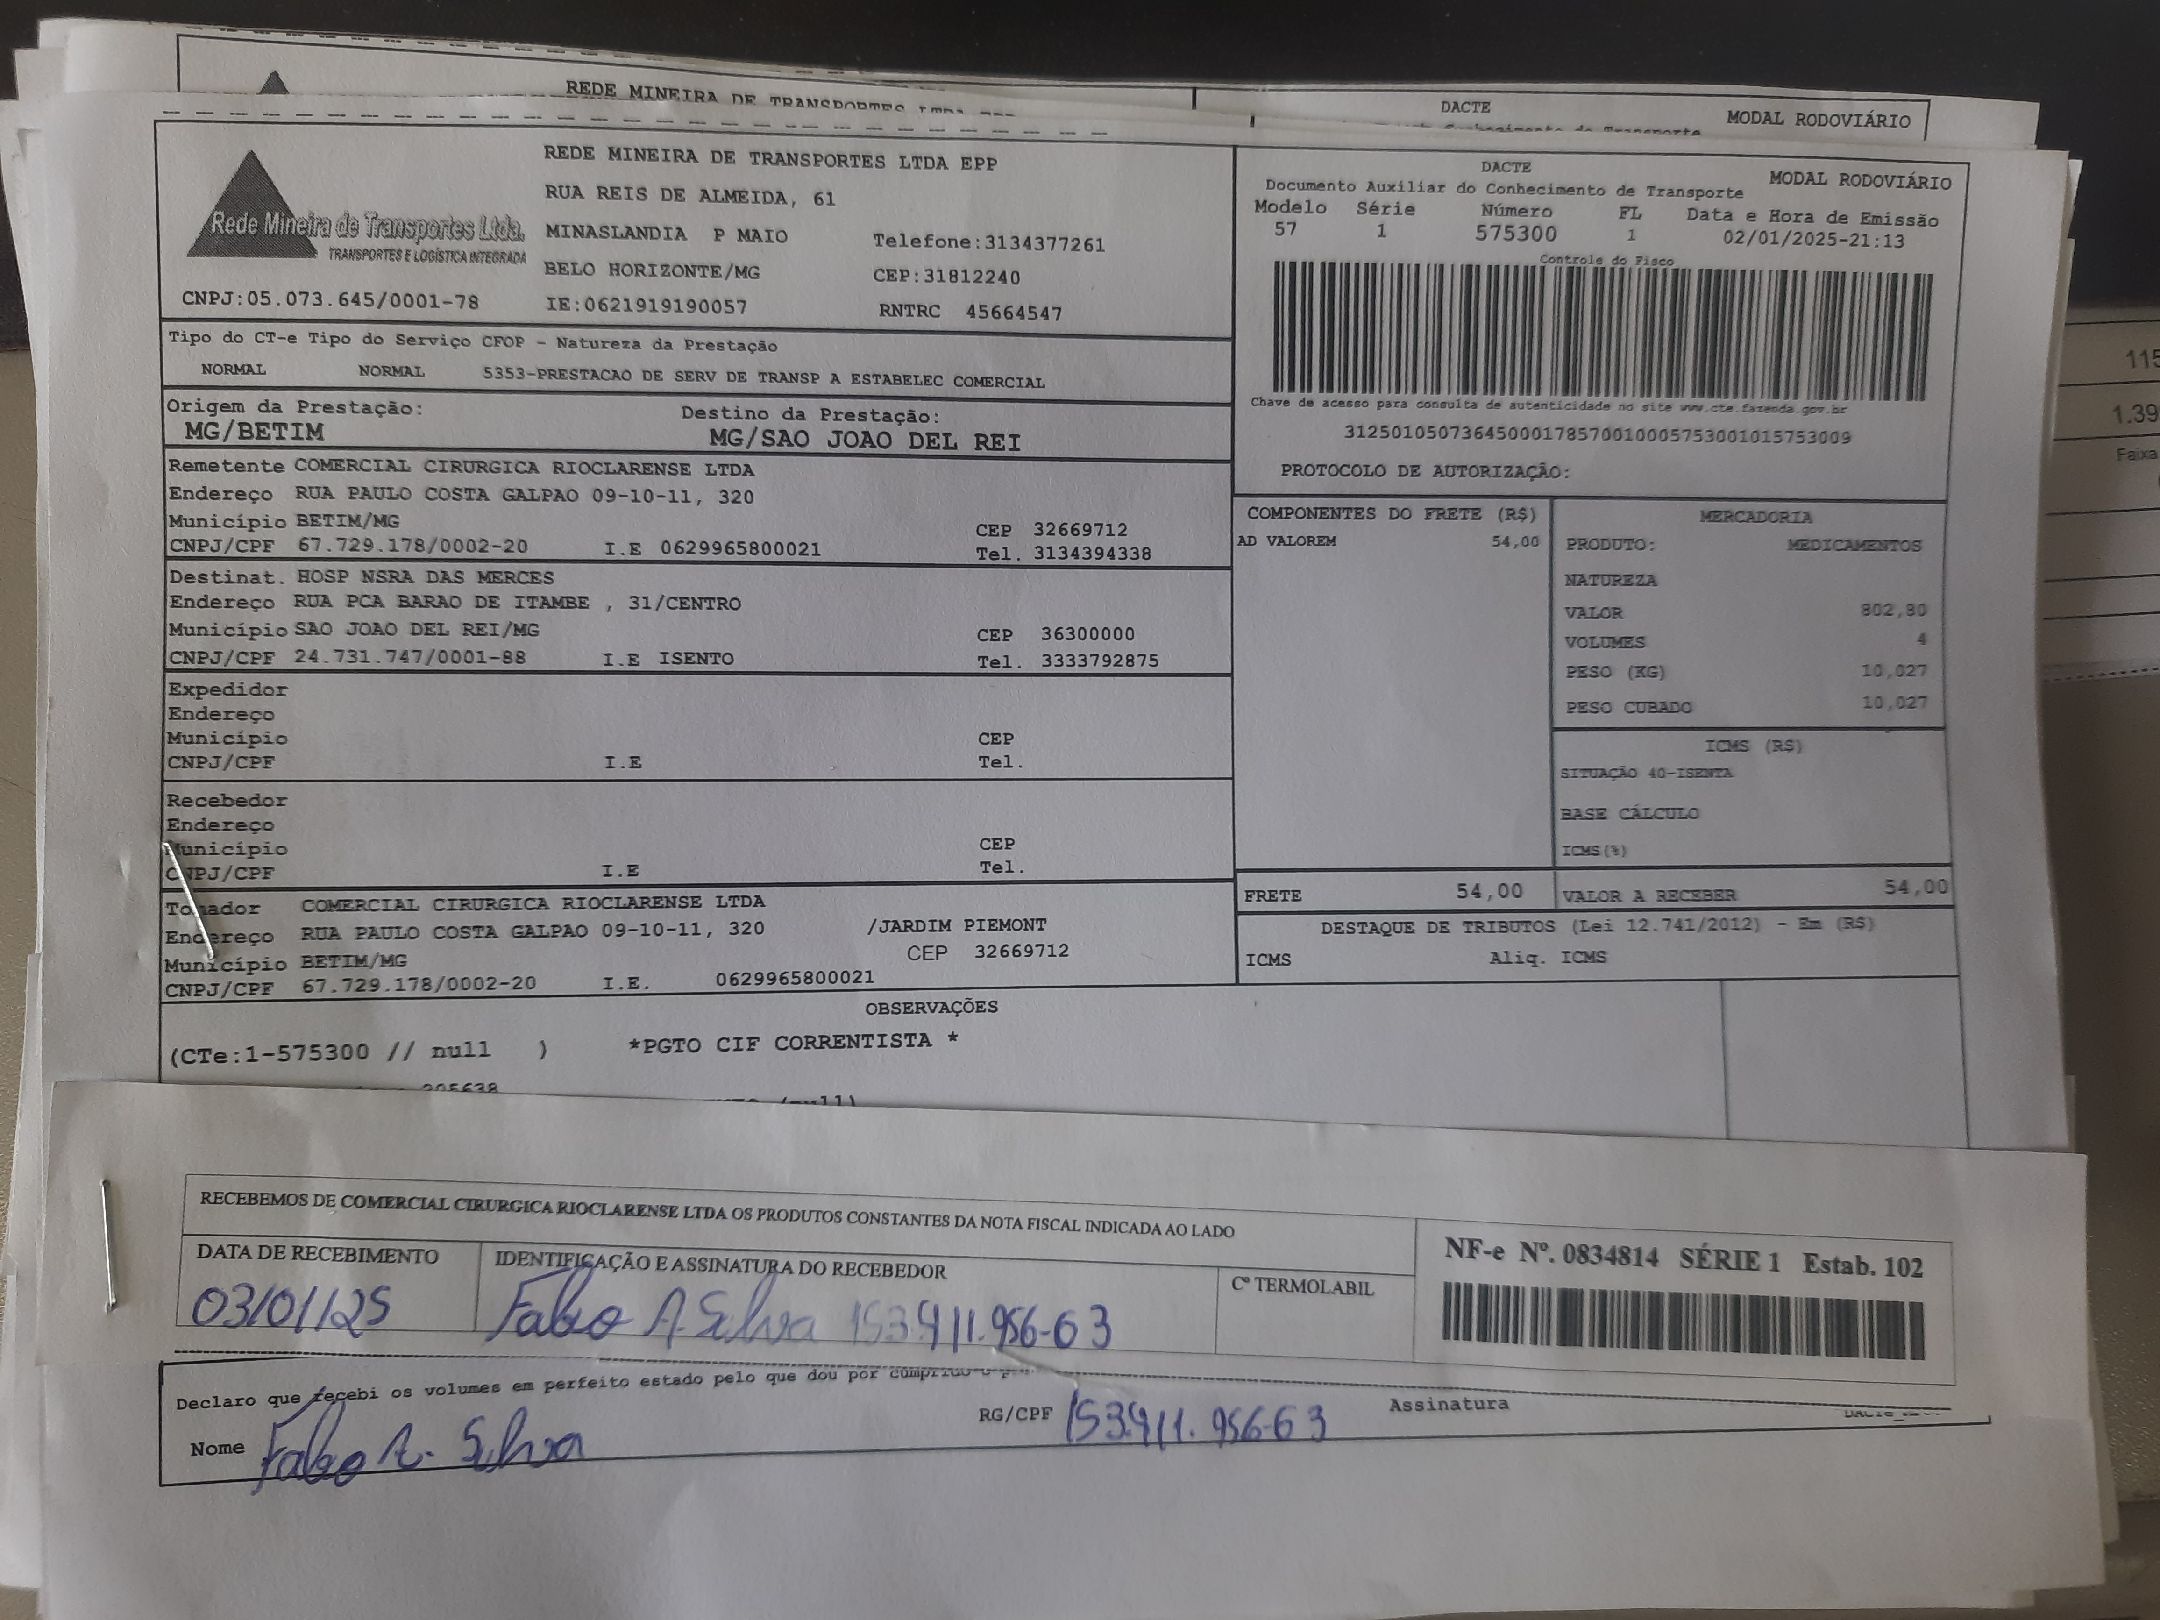 REDE MINEIRA DE TRANSPORTES LTDA EPP
DACTE
MODAL RODOVIÁRIO
Rede Mineira de Transportes Ltda.
TRANSPORTES E LOGÍSTICA INTEGRADA
CNPJ:05.073.645/0001-78
REDE MINEIRA DE TRANSPORTES LTDA EPP
RUA REIS DE ALMEIDA, 61
MINASLANDIA P MAIO Telefone:3134377261
BELO HORIZONTE/MG CEP:31812240
IE:0621919190057 RNTRC 45664547
DACTE MODAL RODOVIÁRIO
Documento Auxiliar do Conhecimento de Transporte
Modelo Série Número FL Data e Hora de Emissão
57 1 575300 1 02/01/2025-21:13
Controle do Fisco
Chave de acesso para consulta de autenticidade no site www.cte.fazenda.gov.br
31250105073645000178570010005753001015753009
PROTOCOLO DE AUTORIZAÇÃO:
Tipo do CT-e Tipo do Serviço CFOP - Natureza da Prestação
NORMAL NORMAL 5353-PRESTACAO DE SERV DE TRANSP A ESTABELEC COMERCIAL
Origem da Prestação: Destino da Prestação:
MG/BETIM MG/SAO JOAO DEL REI
Remetente COMERCIAL CIRURGICA RIOCLARENSE LTDA
Endereço RUA PAULO COSTA GALPAO 09-10-11, 320
Município BETIM/MG CEP 32669712
CNPJ/CPF 67.729.178/0002-20 I.E 0629965800021 Tel. 3134394338
Destinat. HOSP NSRA DAS MERCES
Endereço RUA PCA BARAO DE ITAMBE , 31/CENTRO
Município SAO JOAO DEL REI/MG CEP 36300000
CNPJ/CPF 24.731.747/0001-88 I.E ISENTO Tel. 3333792875
Expedidor
Endereço
Município CEP
CNPJ/CPF I.E Tel.
Recebedor
Endereço
Município CEP
CNPJ/CPF I.E Tel.
Tomador COMERCIAL CIRURGICA RIOCLARENSE LTDA
Endereço RUA PAULO COSTA GALPAO 09-10-11, 320 /JARDIM PIEMONT
Município BETIM/MG CEP 32669712
CNPJ/CPF 67.729.178/0002-20 I.E. 0629965800021
COMPONENTES DO FRETE (R$)
AD VALOREM 54,00
MERCADORIA
PRODUTO: MEDICAMENTOS
NATUREZA
VALOR 802,80
VOLUMES 4
PESO (KG) 10,027
PESO CUBADO 10,027
ICMS (R$)
SITUAÇÃO 40-ISENTA
BASE CÁLCULO
ICMS(%)
FRETE 54,00 VALOR A RECEBER 54,00
DESTAQUE DE TRIBUTOS (Lei 12.741/2012) - Em (R$)
ICMS Aliq. ICMS
OBSERVAÇÕES
(CTe:1-575300 // null ) *PGTO CIF CORRENTISTA *
RECEBEMOS DE COMERCIAL CIRURGICA RIOCLARENSE LTDA OS PRODUTOS CONSTANTES DA NOTA FISCAL INDICADA AO LADO
DATA DE RECEBIMENTO IDENTIFICAÇÃO E ASSINATURA DO RECEBEDOR Cº TERMOLABIL
03/01/25 Fabio A. Silva 153.911.956-63
NF-e Nº. 0834814 SÉRIE 1 Estab. 102
Declaro que recebi os volumes em perfeito estado pelo que dou por cumprido o
Nome Fabio A. Silva RG/CPF 153.911.956-63 Assinatura